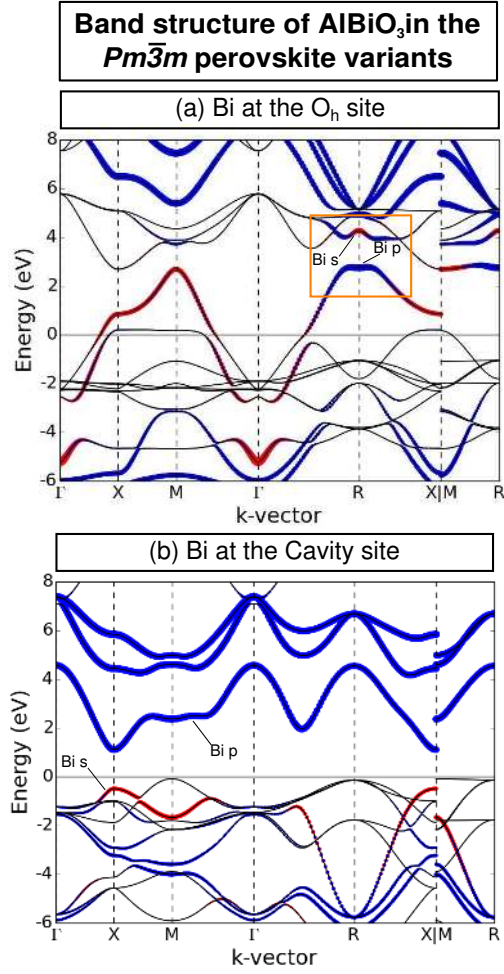 Band structure of AlBiO₃in the
Pm3̅m perovskite variants
(a) Bi at the Oₕ site
8
6
4
2
0
-2
-4
-6
Energy (eV)
Bi s
Bi p
Γ X M Γ R X|M R
k-vector
(b) Bi at the Cavity site
8
6
4
2
0
-2
-4
-6
Energy (eV)
Bi s
Bi p
Γ X M Γ R X|M R
k-vector